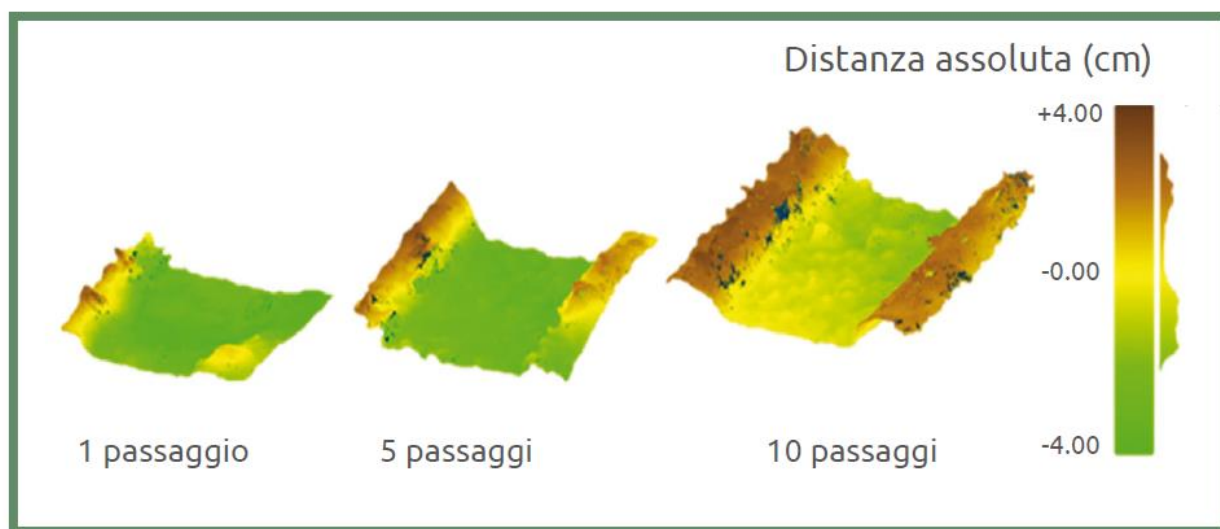 Distanza assoluta (cm)
+4.00
-0.00
-4.00
1 passaggio
5 passaggi
10 passaggi